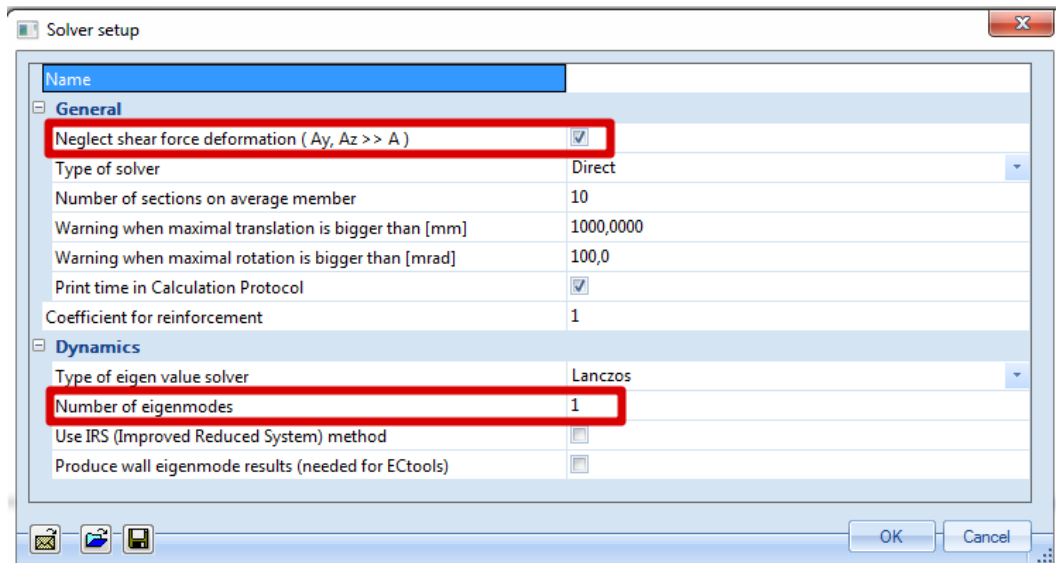 Solver setup
Name
General
Neglect shear force deformation ( Ay, Az >> A )
Type of solver Direct
Number of sections on average member 10
Warning when maximal translation is bigger than [mm] 1000,0000
Warning when maximal rotation is bigger than [mrad] 100,0
Print time in Calculation Protocol
Coefficient for reinforcement 1
Dynamics
Type of eigen value solver Lanczos
Number of eigenmodes 1
Use IRS (Improved Reduced System) method
Produce wall eigenmode results (needed for ECtools)
OK Cancel